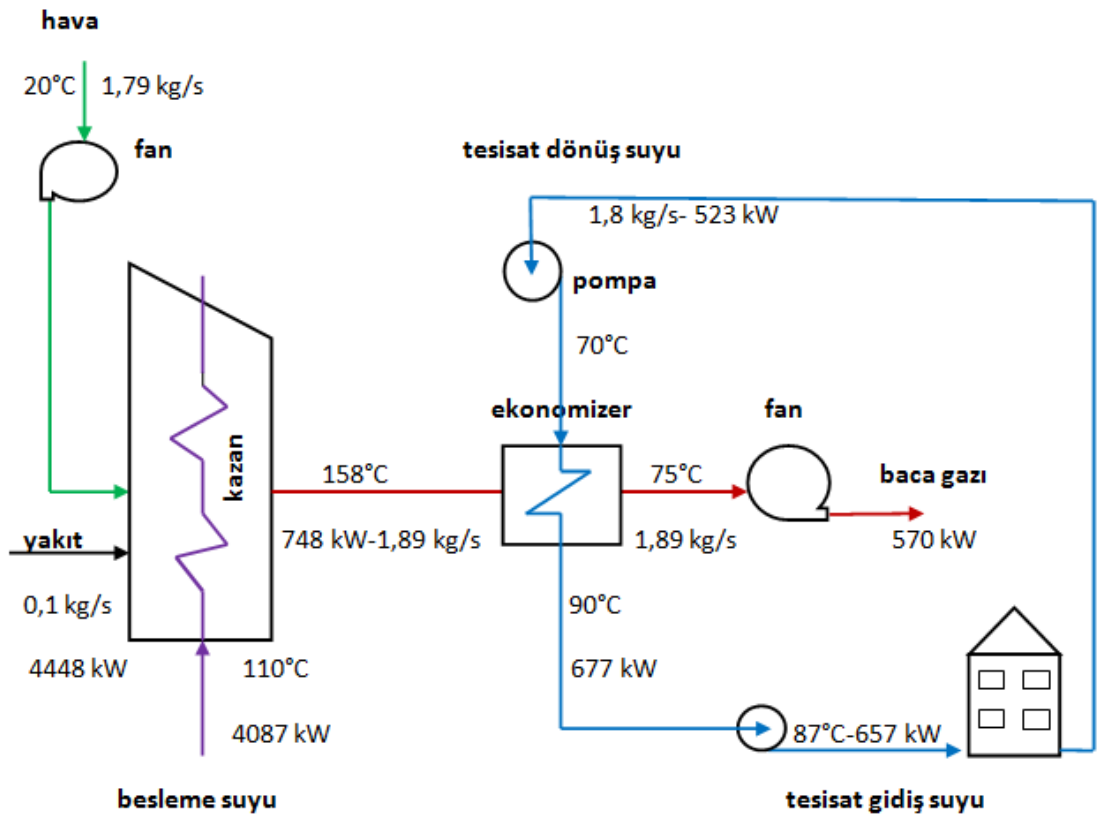 hava
20°C
1,79 kg/s
fan
tesisat dönüş suyu
1,8 kg/s- 523 kW
pompa
70°C
ekonomizer
fan
kazan
158°C
75°C
baca gazı
yakıt
748 kW-1,89 kg/s
1,89 kg/s
570 kW
0,1 kg/s
90°C
4448 kW
110°C
677 kW
4087 kW
87°C-657 kW
besleme suyu
tesisat gidiş suyu